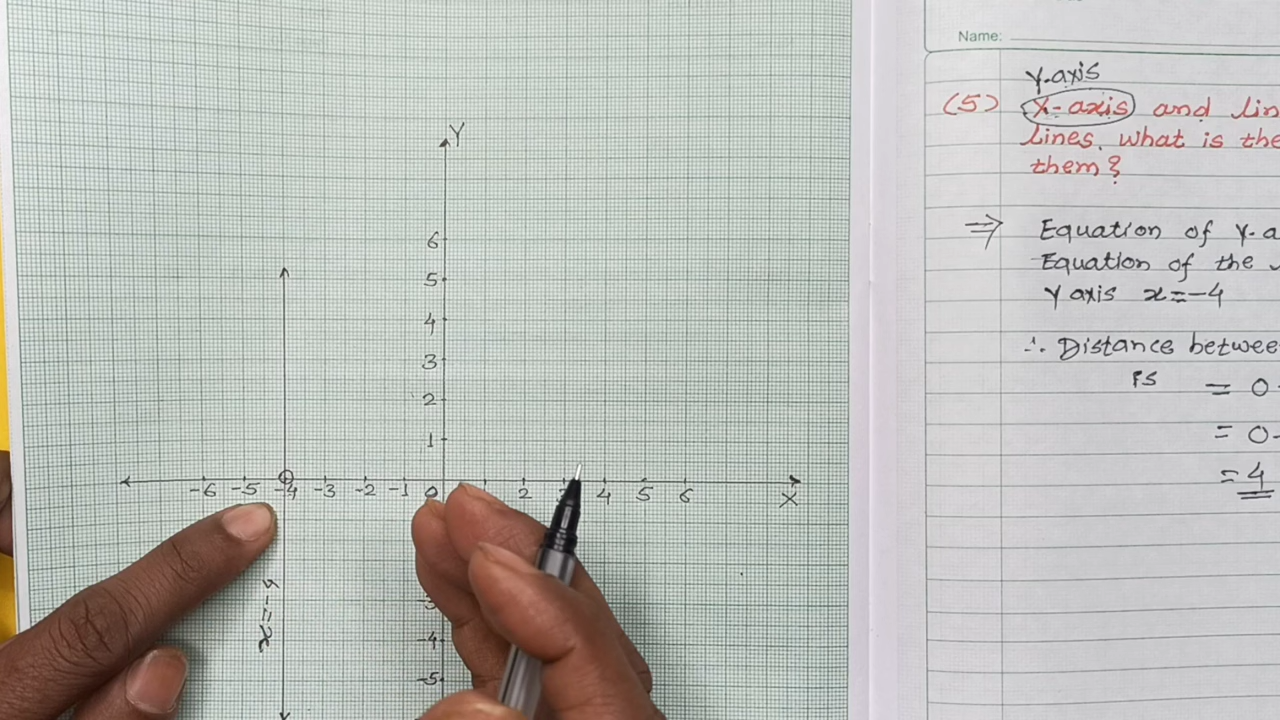 Y
6
5
4
3
2
1
-6 -5 -4 -3 -2 -1 0 2 4 5 6 X
-4
-5
x=-4
Name:
Y-axis
(5) X-axis and lin
lines. what is the
them?
⇒ Equation of Y-a
Equation of the
Y axis x=-4
∴ Distance betwee
= 0
= 0-
= 4